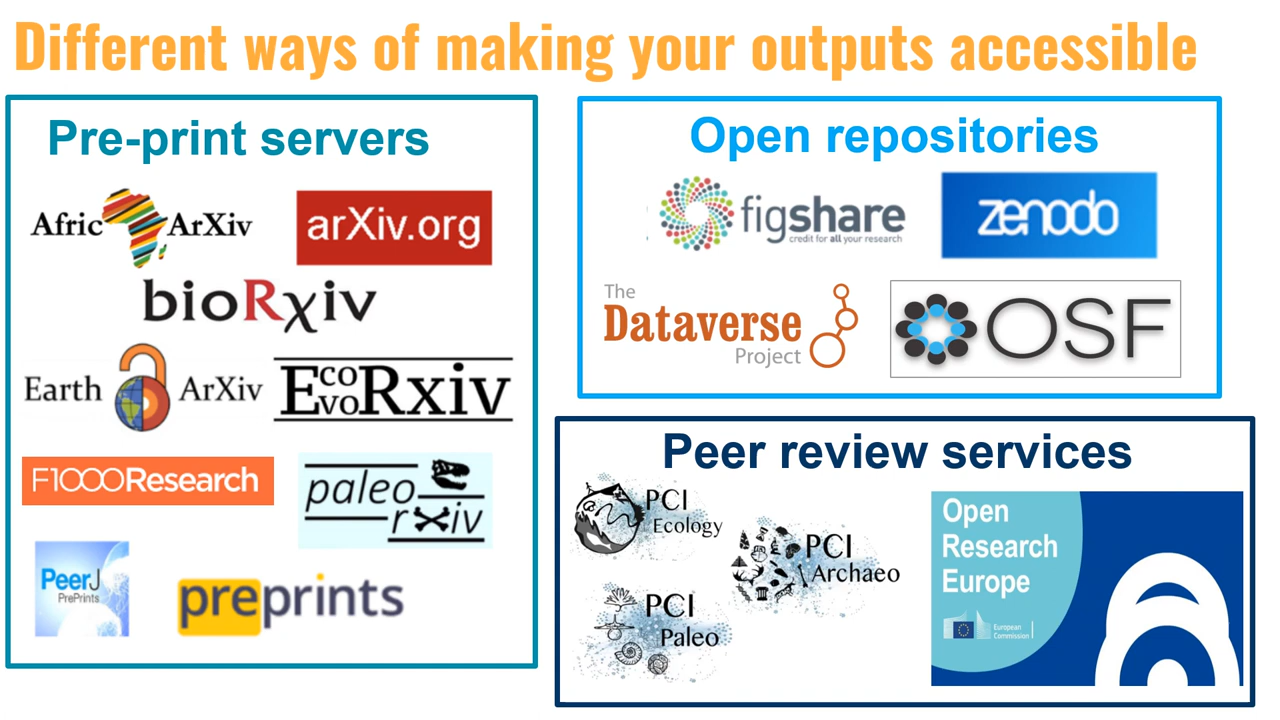 Different ways of making your outputs accessible
Pre-print servers
Afric ArXiv
arXiv.org
bioRχiv
Earth ArXiv
EcoEvoRxiv
F1000Research
paleorxiv
PeerJ
PrePrints
preprints
Open repositories
figshare
credit for all your research
zenodo
The
Dataverse
Project
OSF
Peer review services
PCI
Ecology
PCI
Archaeo
PCI
Paleo
Open
Research
Europe
European
Commission